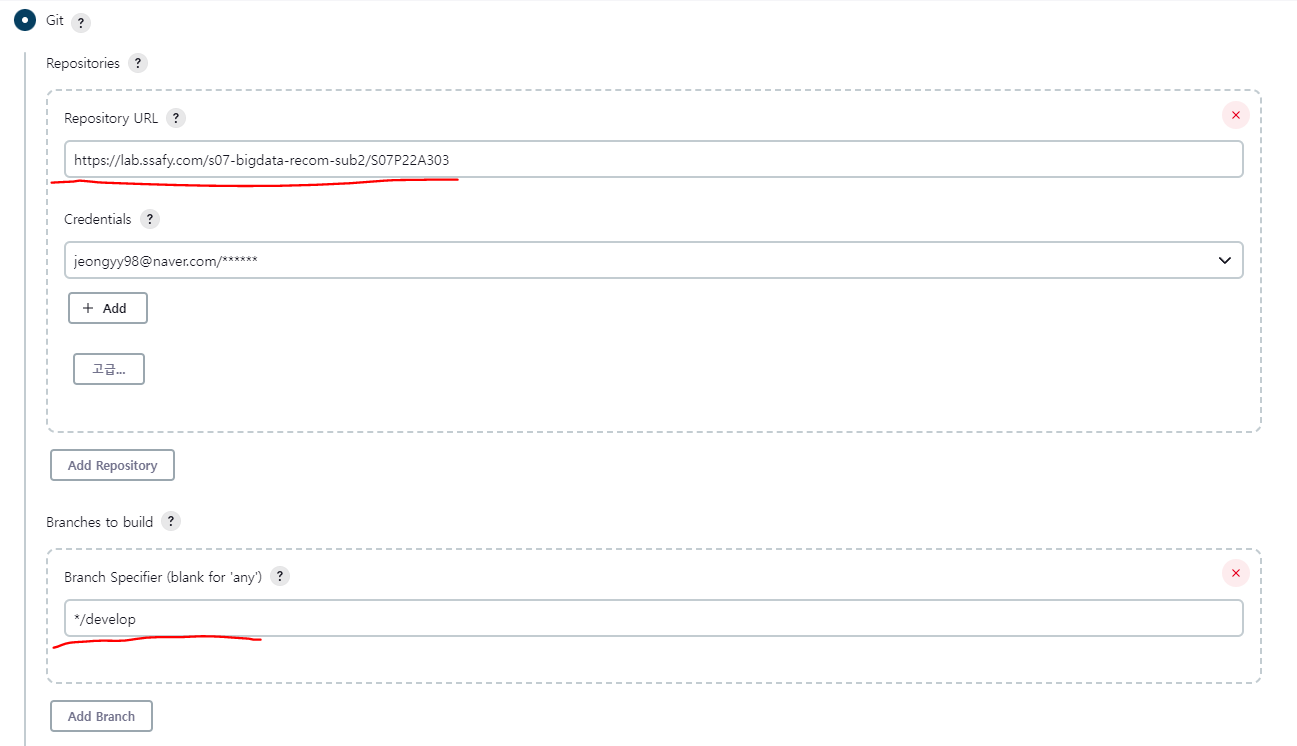 Git ?
Repositories ?
Repository URL ?
https://lab.ssafy.com/s07-bigdata-recom-sub2/S07P22A303
Credentials ?
jeongyy98@naver.com/******
+ Add
고급...
Add Repository
Branches to build ?
Branch Specifier (blank for 'any') ?
*/develop
Add Branch